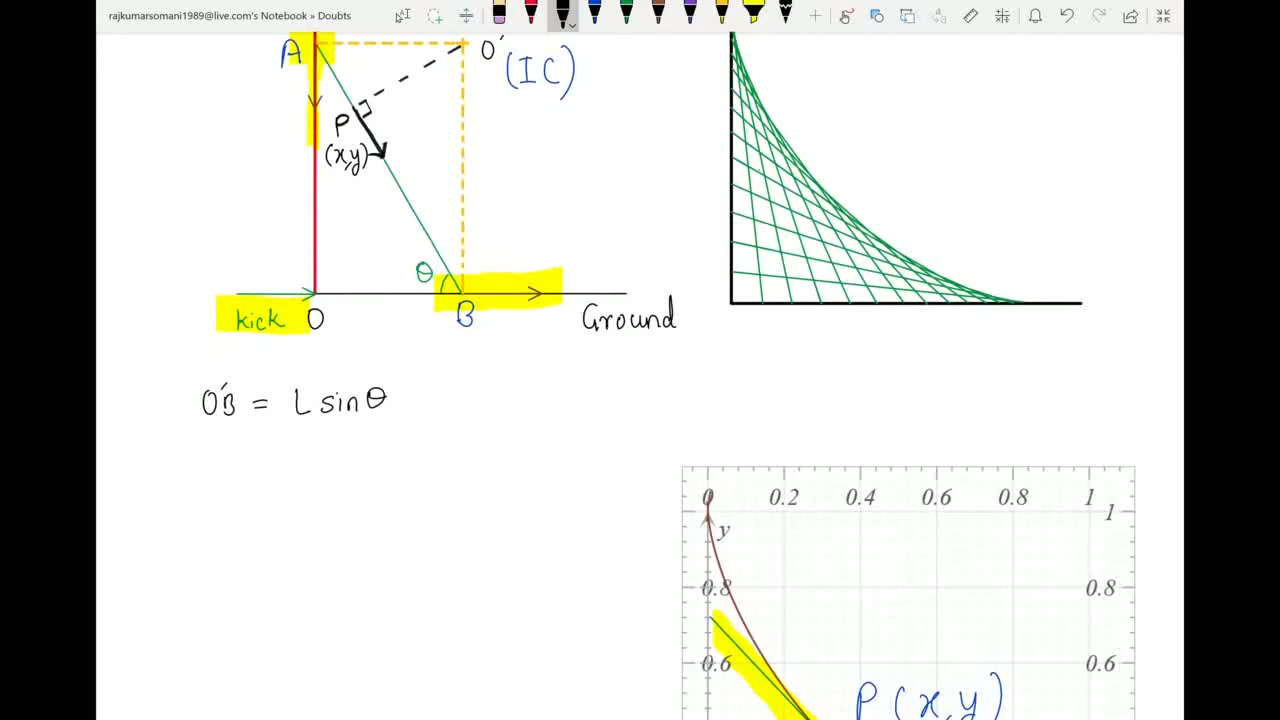 rajkumarsomani1989@live.com's Notebook » Doubts
A
O'
(IC)
P
(x,y)
θ
kick
O
B
Ground
O'B = L sinθ
0 0.2 0.4 0.6 0.8 1
1
y
0.8 0.8
0.6 0.6
P (x,y)